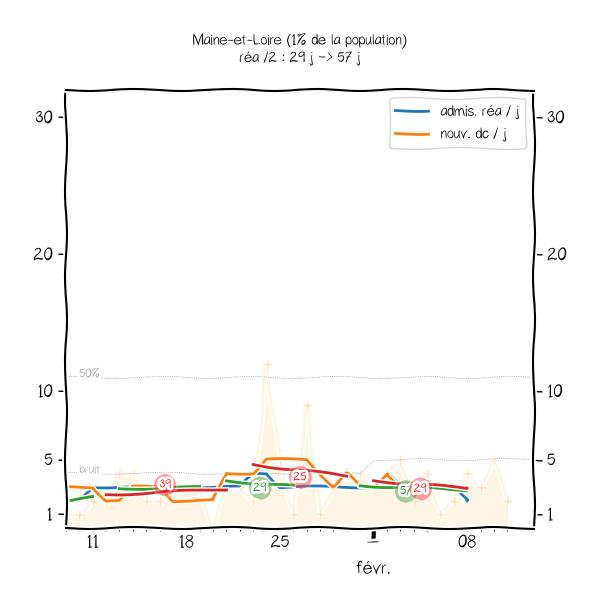 Maine-et-Loire (1% de la population)
réa /2 : 29 j -> 57 j
admis. réa / j
nouv. dc / j
30 30
20 20
50%
10 10
5 5
bruit
39 29 25 57 29
1 1
11 18 25 1 08
févr.